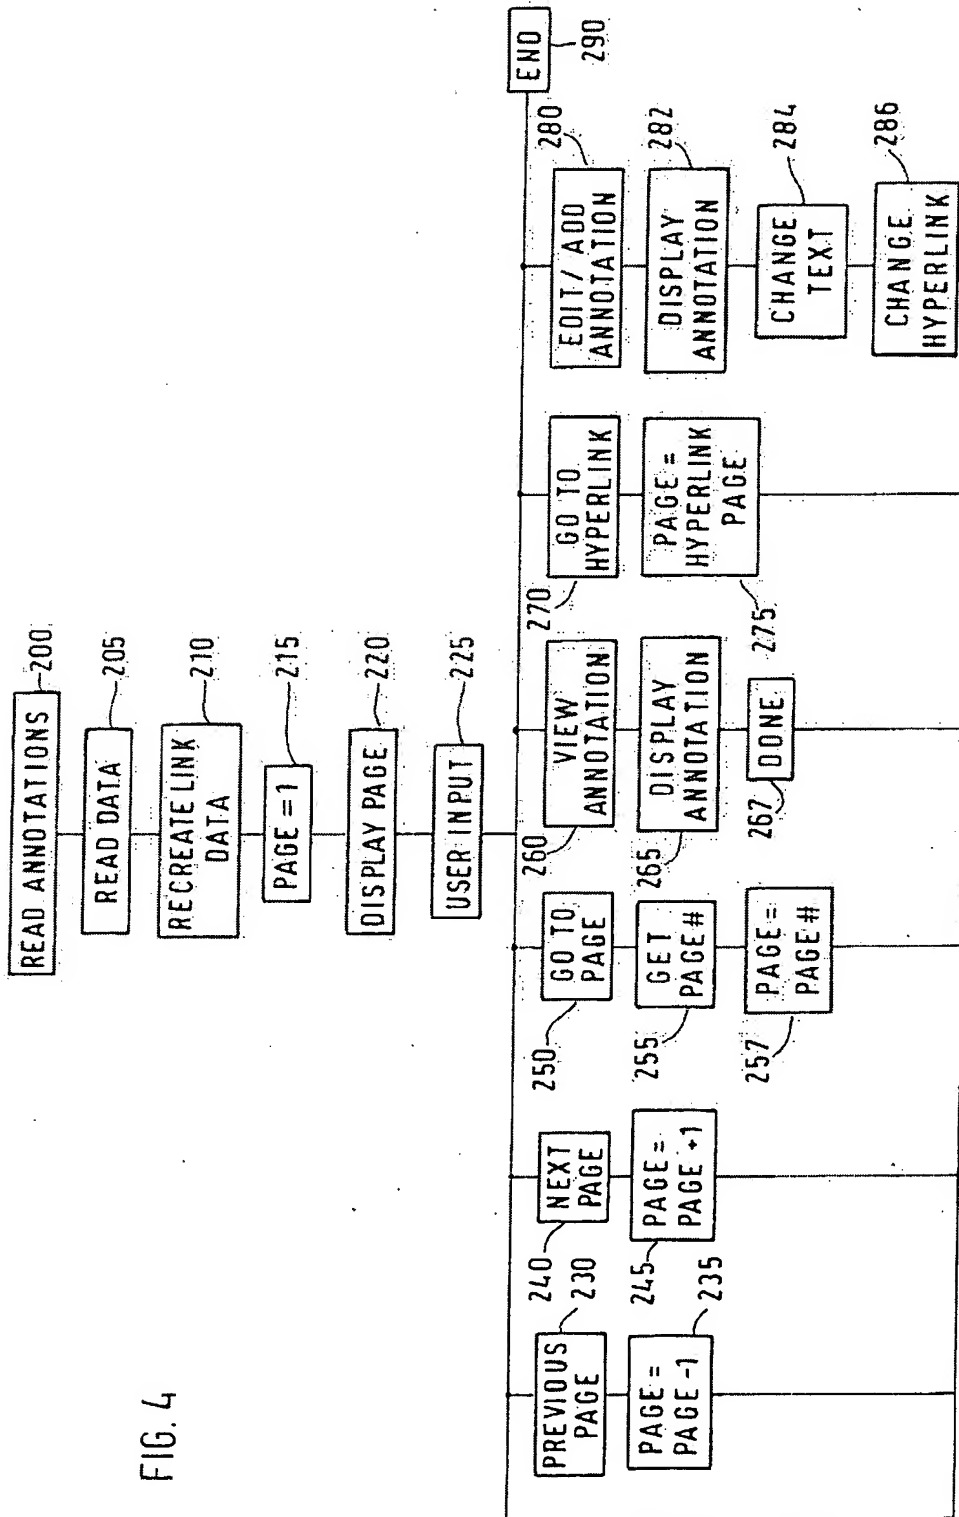 FIG. 4
READ ANNOTATIONS
200
READ DATA
205
RECREATE LINK
DATA
210
PAGE = 1
215
DISPLAY PAGE
220
USER INPUT
225
PREVIOUS
PAGE
230
PAGE =
PAGE -1
235
NEXT
PAGE
240
PAGE =
PAGE +1
245
GO TO
PAGE
250
GET
PAGE #
255
PAGE =
PAGE #
257
VIEW
ANNOTATION
260
DISPLAY
ANNOTATION
265
DONE
267
GO TO
HYPERLINK
270
PAGE =
HYPERLINK
PAGE
275
EDIT / ADD
ANNOTATION
280
DISPLAY
ANNOTATION
282
CHANGE
TEXT
284
CHANGE
HYPERLINK
286
END
290